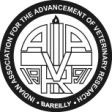 INDIAN ASSOCIATION FOR THE ADVANCEMENT OF VETERINARY RESEARCH
BAREILLY